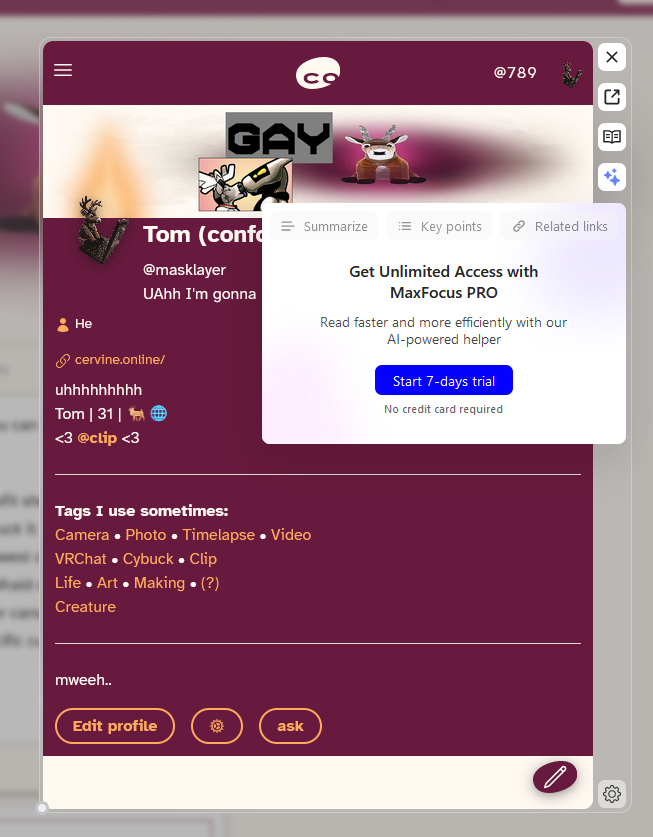 co
@789
GAY
Tom (confo
@masklayer
UAhh I'm gonna
He
cervine.online/
uhhhhhhhhh
Tom | 31 | 🐂 🌐
<3 @clip <3
Summarize
Key points
Related links
Get Unlimited Access with
MaxFocus PRO
Read faster and more efficiently with our
AI-powered helper
Start 7-days trial
No credit card required
Tags I use sometimes:
Camera • Photo • Timelapse • Video
VRChat • Cybuck • Clip
Life • Art • Making • (?)
Creature
mweeh..
Edit profile
ask